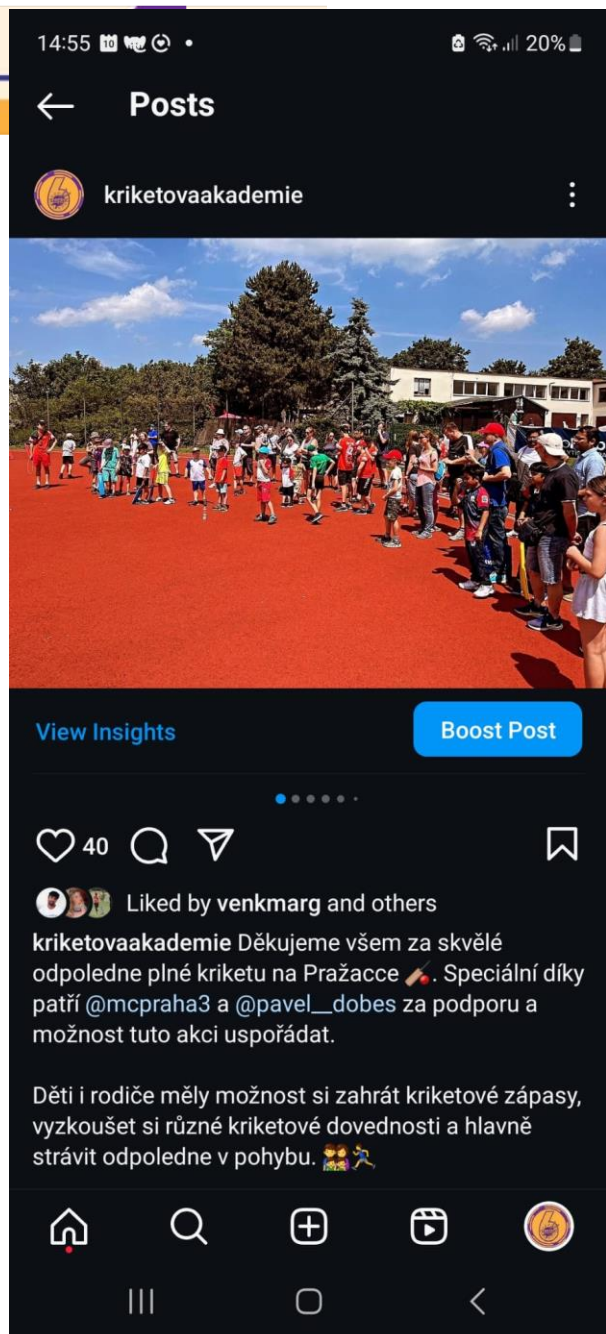 14:55
20%
Posts
kriketovaakademie
View Insights
Boost Post
40
Liked by venkmarg and others
kriketovaakademie Děkujeme všem za skvělé
odpoledne plné kriketu na Pražacce 🏏. Speciální díky
patří @mcpraha3 a @pavel__dobes za podporu a
možnost tuto akci uspořádat.
Děti i rodiče měly možnost si zahrát kriketové zápasy,
vyzkoušet si různé kriketové dovednosti a hlavně
strávit odpoledne v pohybu. 👨‍👩‍👧‍👦🏃‍♂️